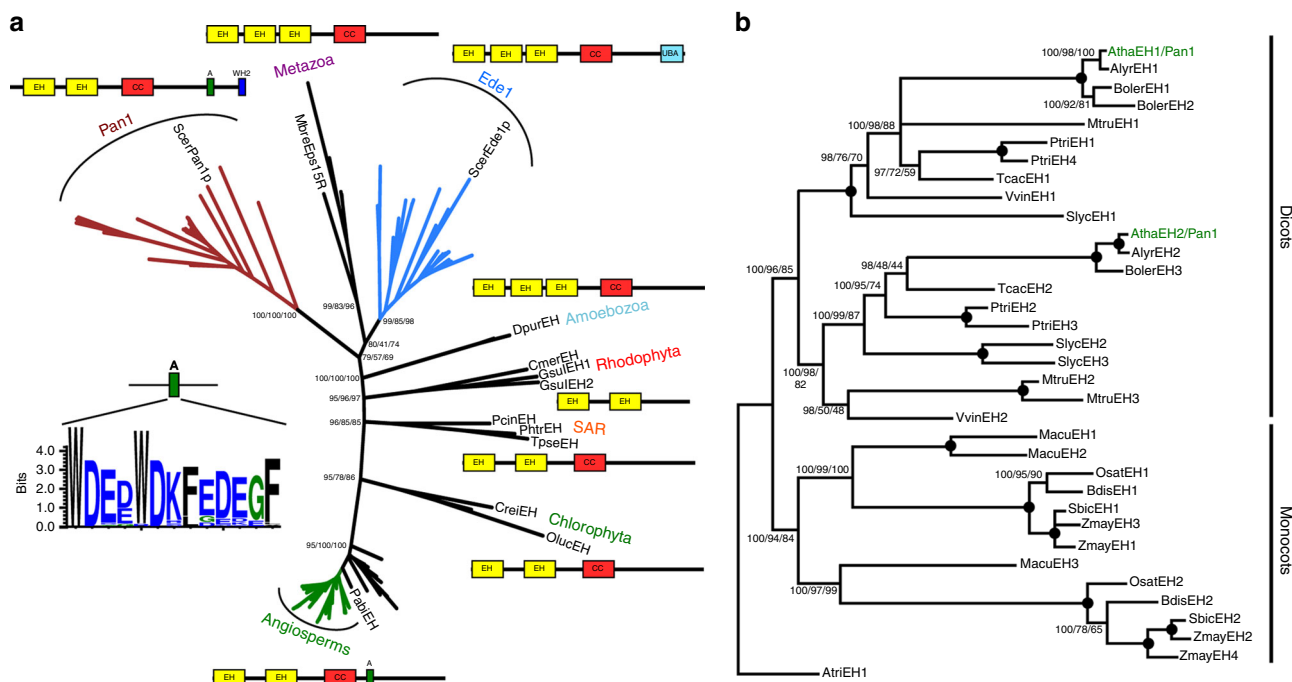 a
EH EH EH CC
EH EH EH CC UBA
EH EH CC A WH2
Metazoa
Ede1
Pan1
ScerPan1p
MbreEps15R
ScerEde1p
EH EH EH CC
Amoebozoa
DpurEH
99/83/96
100/100/100
99/85/98
80/41/74
79/57/69
CmerEH
Rhodophyta
GsulEH1
GsulEH2
100/100/100
95/96/97
EH EH
PcinEH
SAR
PhtrEH
TpseEH
96/85/85
EH EH CC
A
Bits
4.0
3.0
2.0
1.0
0.0
WDEDWDKFEDEGF
95/78/86
CreiEH
Chlorophyta
OlucEH
EH EH CC
95/100/100
PabiEH
Angiosperms
EH EH CC A
b
100/98/100
AthaEH1/Pan1
AlyrEH1
BolerEH1
100/92/81
BolerEH2
MtruEH1
100/98/88
PtriEH1
98/76/70
PtriEH4
97/72/59
TcacEH1
VvinEH1
SlycEH1
AthaEH2/Pan1
AlyrEH2
98/48/44
BolerEH3
100/96/85
100/95/74
TcacEH2
PtriEH2
100/99/87
PtriEH3
SlycEH2
SlycEH3
100/98/
82
MtruEH2
MtruEH3
98/50/48
VvinEH2
Dicots
MacuEH1
100/99/100
MacuEH2
100/95/90
OsatEH1
BdisEH1
SbicEH1
ZmayEH3
100/94/84
ZmayEH1
MacuEH3
100/97/99
OsatEH2
BdisEH2
100/78/65
SbicEH2
ZmayEH2
ZmayEH4
Monocots
AtriEH1